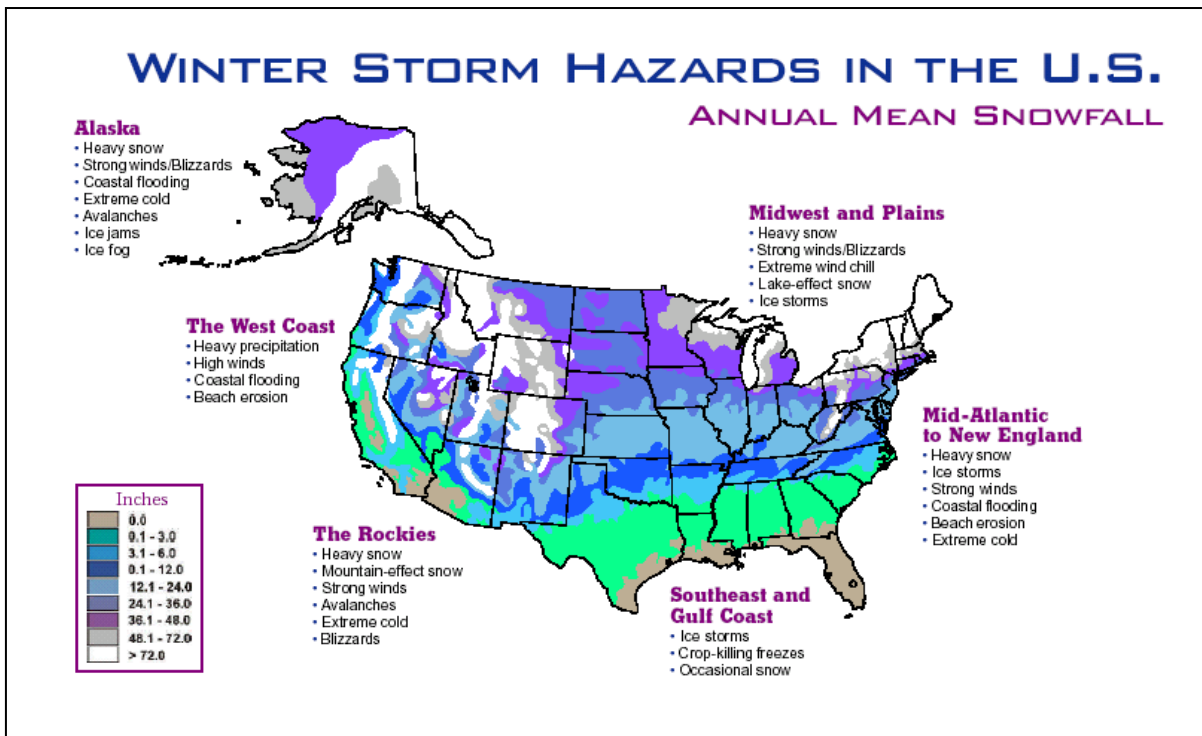 WINTER STORM HAZARDS IN THE U.S.
ANNUAL MEAN SNOWFALL
Alaska
• Heavy snow
• Strong winds/Blizzards
• Coastal flooding
• Extreme cold
• Avalanches
• Ice jams
• Ice fog
Midwest and Plains
• Heavy snow
• Strong winds/Blizzards
• Extreme wind chill
• Lake-effect snow
• Ice storms
The West Coast
• Heavy precipitation
• High winds
• Coastal flooding
• Beach erosion
Mid-Atlantic
to New England
• Heavy snow
• Ice storms
• Strong winds
• Coastal flooding
• Beach erosion
• Extreme cold
Inches
0.0
0.1 - 3.0
3.1 - 6.0
0.1 - 12.0
12.1 - 24.0
24.1 - 36.0
36.1 - 48.0
48.1 - 72.0
> 72.0
The Rockies
• Heavy snow
• Mountain-effect snow
• Strong winds
• Avalanches
• Extreme cold
• Blizzards
Southeast and
Gulf Coast
• Ice storms
• Crop-killing freezes
• Occasional snow